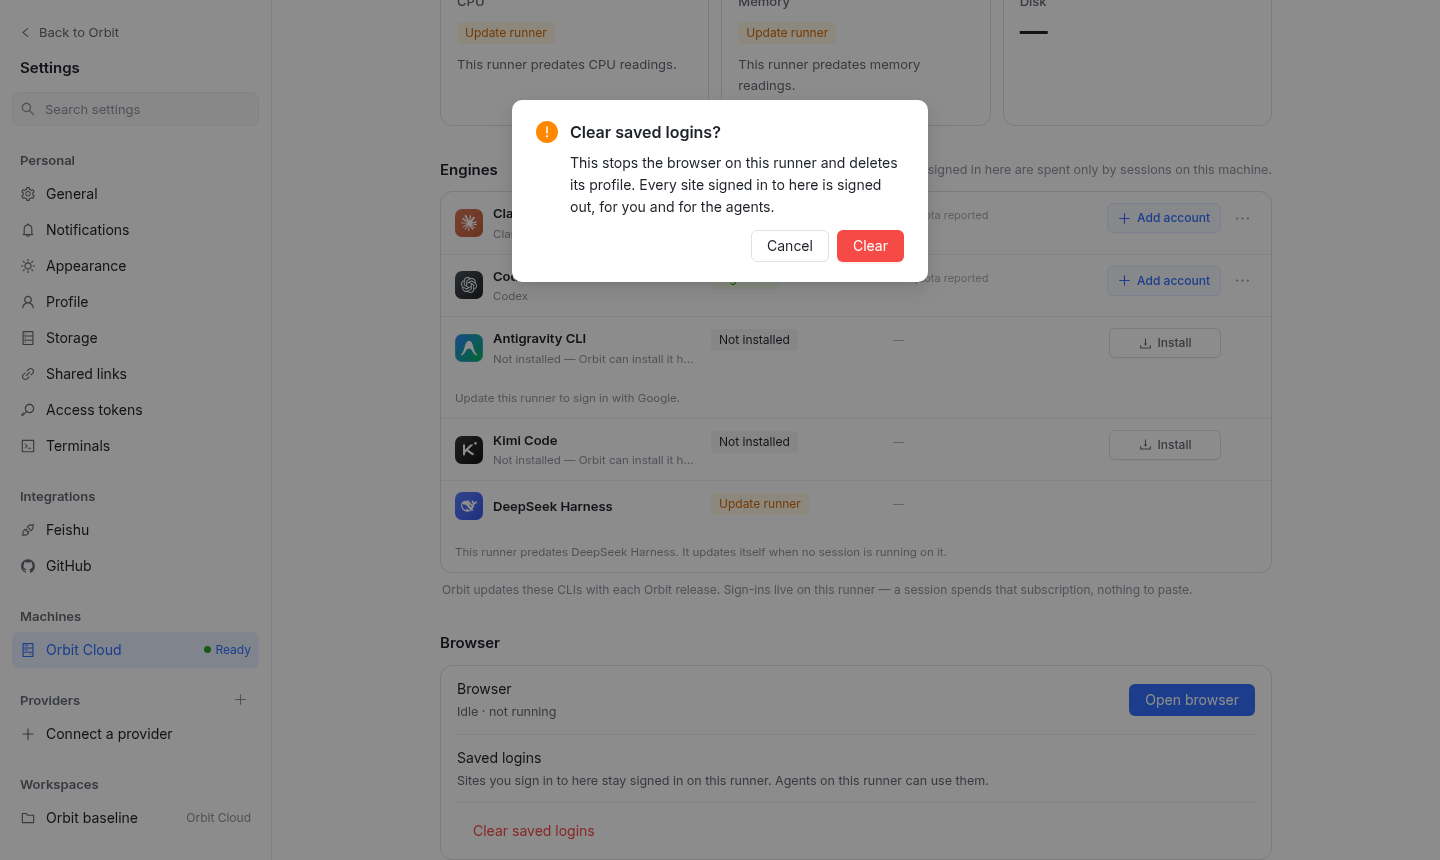 Back to Orbit
Settings
Search settings
Personal
General
Notifications
Appearance
Profile
Storage
Shared links
Access tokens
Terminals
Integrations
Feishu
GitHub
Machines
Orbit Cloud
Ready
Providers
Connect a provider
Workspaces
Orbit baseline
Orbit Cloud
CPU
Update runner
This runner predates CPU readings.
Memory
Update runner
This runner predates memory
readings.
Disk
Clear saved logins?
This stops the browser on this runner and deletes
its profile. Every site signed in to here is signed
out, for you and for the agents.
Cancel
Clear
Engines
signed in here are spent only by sessions on this machine.
reported
Add account
reported
Codex
Add account
Antigravity CLI
Not installed — Orbit can install it h...
Not installed
—
Install
Update this runner to sign in with Google.
Kimi Code
Not installed — Orbit can install it h...
Not installed
—
Install
DeepSeek Harness
Update runner
—
This runner predates DeepSeek Harness. It updates itself when no session is running on it.
Orbit updates these CLIs with each Orbit release. Sign-ins live on this runner — a session spends that subscription, nothing to paste.
Browser
Browser
Idle · not running
Open browser
Saved logins
Sites you sign in to here stay signed in on this runner. Agents on this runner can use them.
Clear saved logins